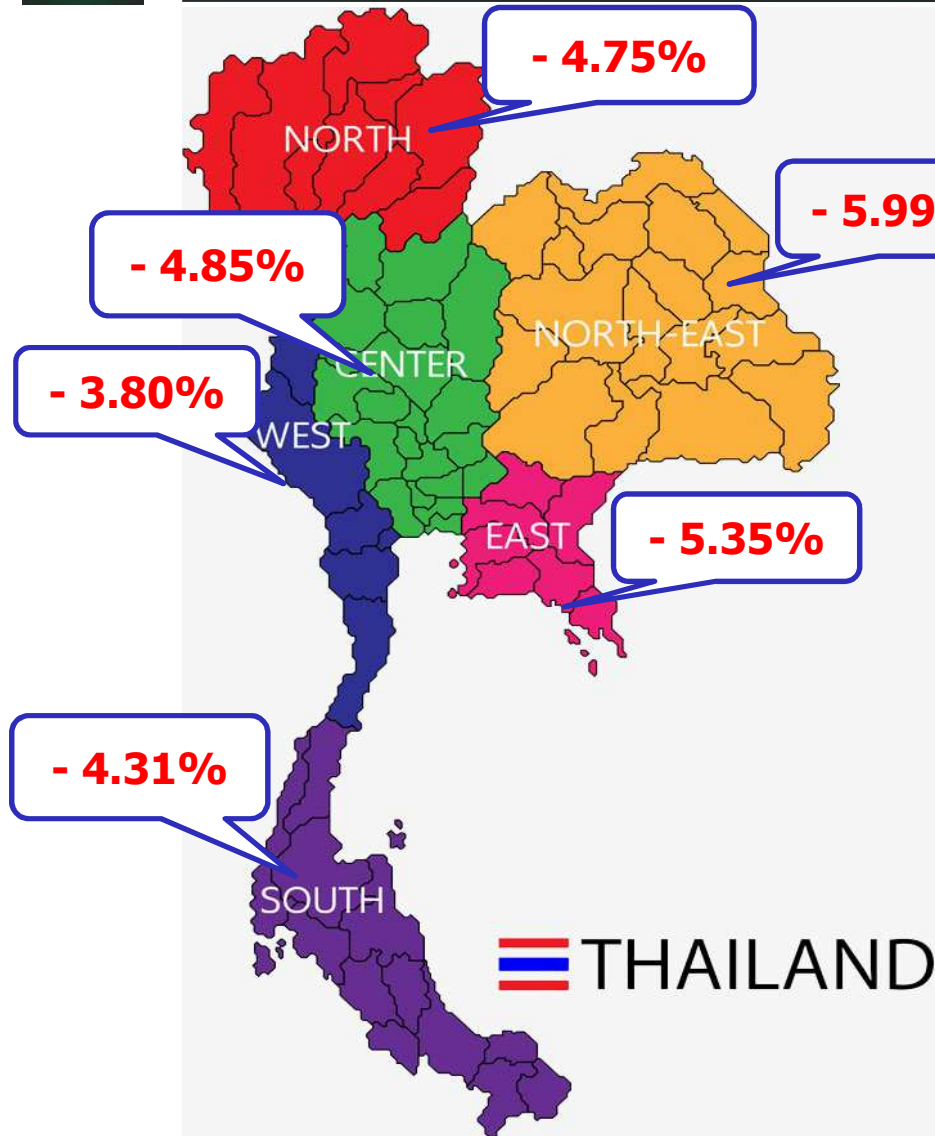 - 4.75%
NORTH
- 5.99
- 4.85%
NORTH-EAST
CENTER
- 3.80%
WEST
EAST
- 5.35%
- 4.31%
SOUTH
THAILAND